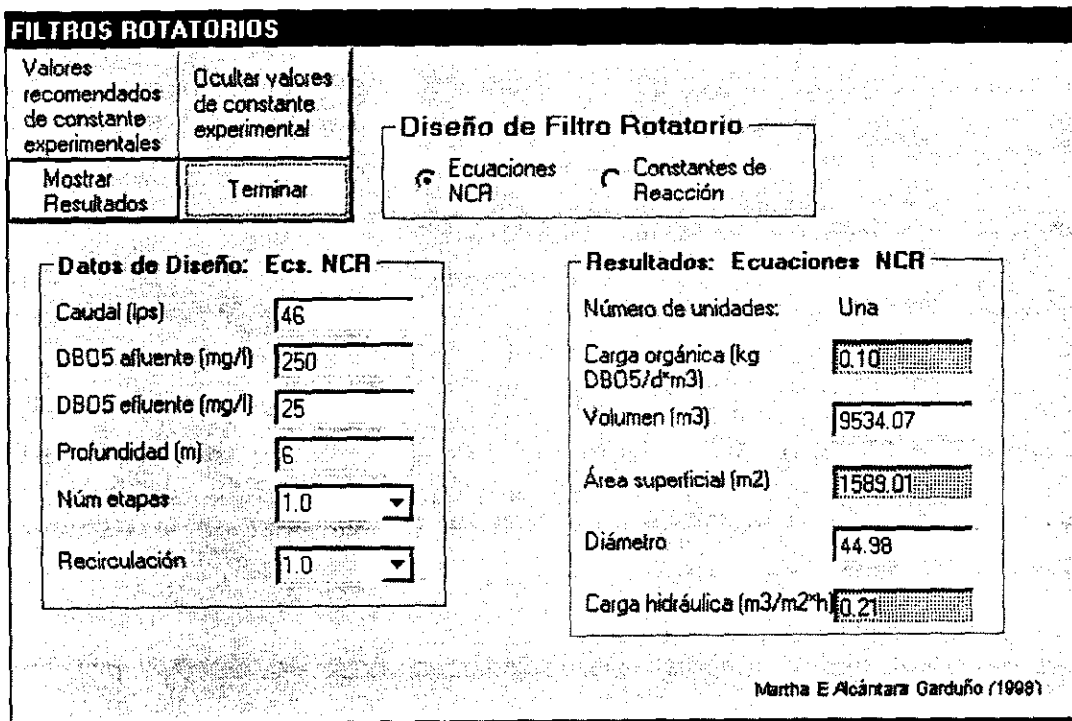 FILTROS ROTATORIOS
Valores
recomendados
de constante
experimentales
Ocultar valores
de constante
experimental
Mostrar
Resultados
Terminar
Diseño de Filtro Rotatorio
Ecuaciones
NCR
Constantes de
Reacción
Datos de Diseño: Ecs. NCR
Caudal (lps) 46
DBO5 afluente (mg/l) 250
DBO5 efluente (mg/l) 25
Profundidad (m) 6
Núm etapas 1.0
Recirculación 1.0
Resultados: Ecuaciones NCR
Número de unidades: Una
Carga orgánica (kg
DBO5/d*m3) 0.10
Volumen (m3) 9534.07
Área superficial (m2) 1589.01
Diámetro 44.98
Carga hidráulica (m3/m2*h) 0.21
Martha E Alcántara Garduño (1998)